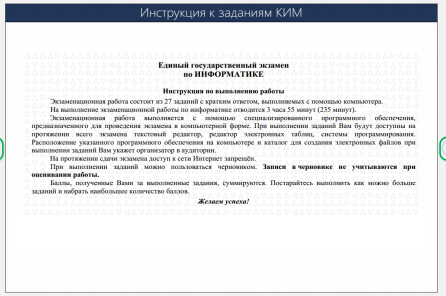 Инструкция к заданиям КИМ
Единый государственный экзамен
по ИНФОРМАТИКЕ
Инструкция по выполнению работы
Экзаменационная работа состоит из 27 заданий с кратким ответом, выполняемых с помощью компьютера.
На выполнение экзаменационной работы по информатике отводится 3 часа 55 минут (235 минут).
Экзаменационная работа выполняется с помощью специализированного программного обеспечения,
предназначенного для проведения экзамена в компьютерной форме. При выполнении заданий Вам будут доступны на
протяжении всего экзамена текстовый редактор, редактор электронных таблиц, системы программирования.
Расположение указанного программного обеспечения на компьютере и каталог для создания электронных файлов при
выполнении заданий Вам укажет организатор в аудитории.
На протяжении сдачи экзамена доступ к сети Интернет запрещён.
При выполнении заданий можно пользоваться черновиком. Записи в черновике не учитываются при
оценивании работы.
Баллы, полученные Вами за выполненные задания, суммируются. Постарайтесь выполнить как можно больше
заданий и набрать наибольшее количество баллов.
Желаем успеха!